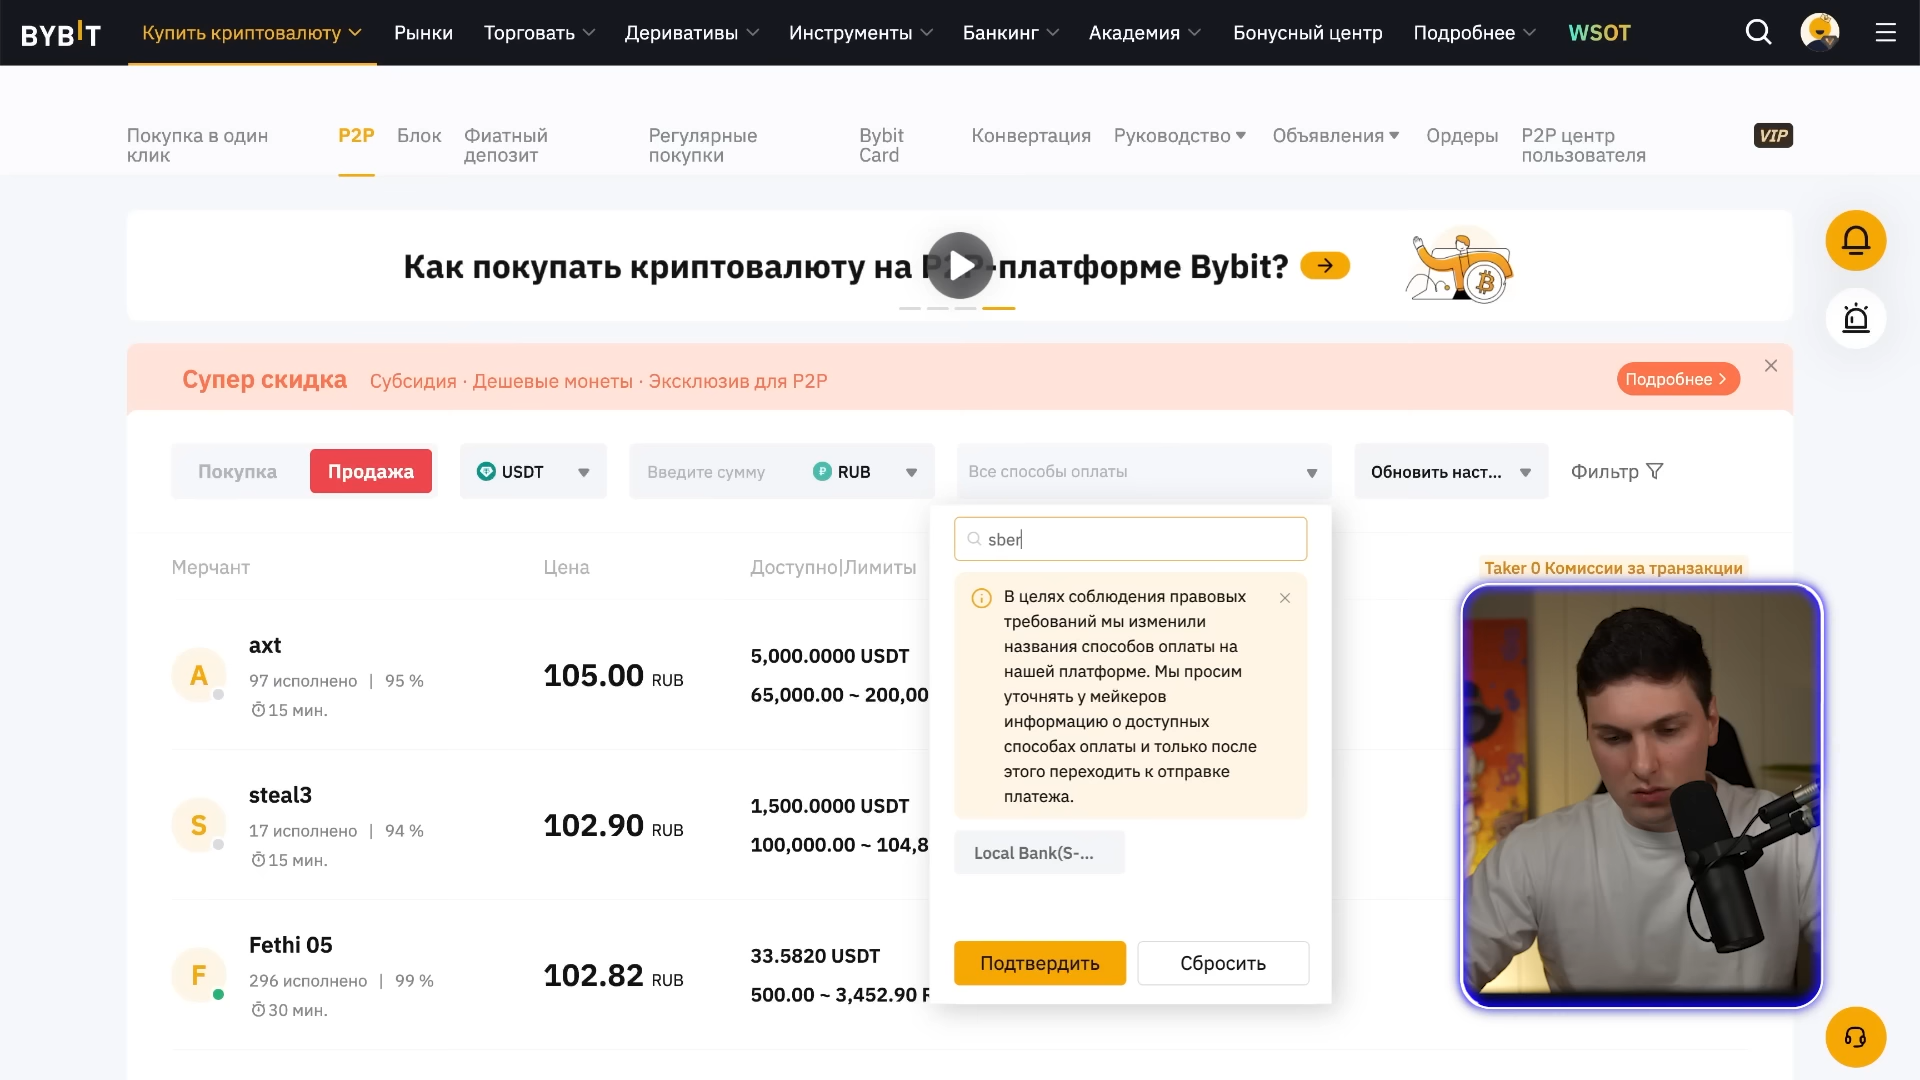 BYBIT
Купить криптовалюту
Рынки
Торговать
Деривативы
Инструменты
Банкинг
Академия
Бонусный центр
Подробнее
WSOT
Покупка в один
клик
P2P
Блок
Фиатный
депозит
Регулярные
покупки
Bybit
Card
Конвертация
Руководство
Объявления
Ордеры
P2P центр
пользователя
VIP
Как покупать криптовалюту на P2P-платформе Bybit?
Супер скидка
Субсидия · Дешевые монеты · Эксклюзив для P2P
Подробнее
Покупка
Продажа
USDT
Введите сумму
RUB
Все способы оплаты
Обновить наст...
Фильтр
sber
Мерчант
Цена
Доступно|Лимиты
Taker 0 Комиссии за транзакции
В целях соблюдения правовых
требований мы изменили
названия способов оплаты на
нашей платформе. Мы просим
уточнять у мейкеров
информацию о доступных
способах оплаты и только после
этого переходить к отправке
платежа.
Local Bank(S-...
Подтвердить
Сбросить
A
axt
97 исполнено | 95 %
15 мин.
105.00 RUB
5,000.0000 USDT
65,000.00 ~ 200,00
S
steal3
17 исполнено | 94 %
15 мин.
102.90 RUB
1,500.0000 USDT
100,000.00 ~ 104,8
F
Fethi 05
296 исполнено | 99 %
30 мин.
102.82 RUB
33.5820 USDT
500.00 ~ 3,452.90